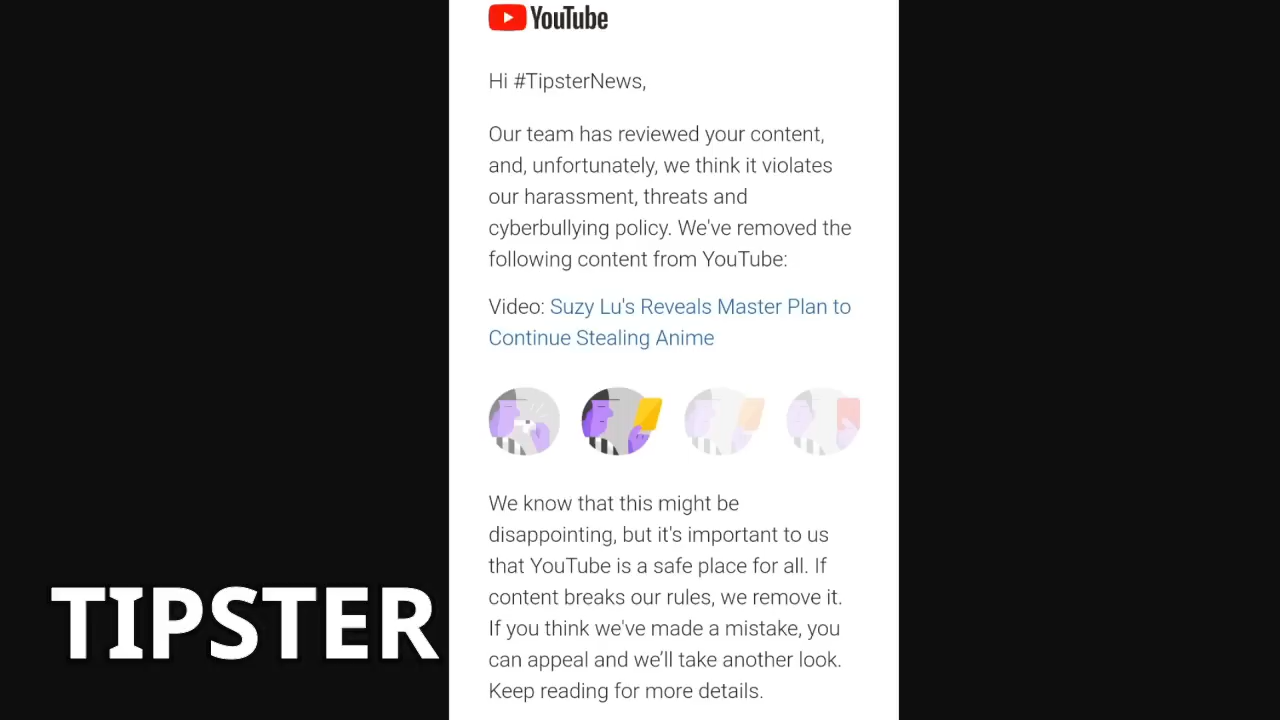 YouTube
Hi #TipsterNews,
Our team has reviewed your content,
and, unfortunately, we think it violates
our harassment, threats and
cyberbullying policy. We've removed the
following content from YouTube:
Video: Suzy Lu's Reveals Master Plan to
Continue Stealing Anime
We know that this might be
disappointing, but it's important to us
that YouTube is a safe place for all. If
content breaks our rules, we remove it.
If you think we've made a mistake, you
can appeal and we’ll take another look.
Keep reading for more details.
TIPSTER